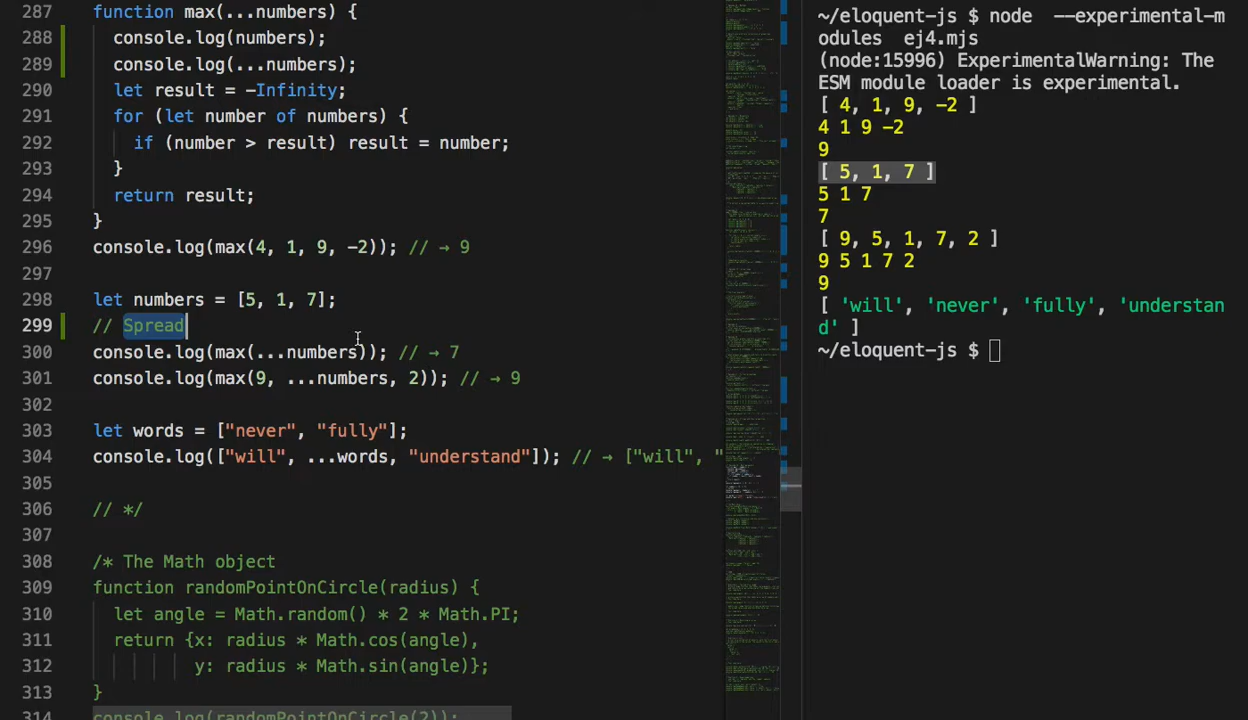 287 function max(...numbers) {
288 console.log(numbers);
289 console.log(...numbers);
290 let result = -Infinity;
291 for (let number of numbers) {
292 if (number > result) result = number;
293 }
294 return result;
295 }
296 console.log(max(4, 1, 9, -2)); // → 9
297
298 let numbers = [5, 1, 7];
299 // Spread
300 console.log(max(...numbers)); // → 7
301 console.log(max(9, ...numbers, 2)); // → 9
302
303 let words = ["never", "fully"];
304 console.log(["will", ...words, "understand"]); // → ["will", "
305
306 // */
307
308 /* The Math object
309 function randomPointOnCircle(radius) {
310 let angle = Math.random() * 2 * Math.PI;
311 return {x: radius * Math.cos(angle),
312 y: radius * Math.sin(angle)};
313 }
314 console.log(randomPointOnCircle(2));
~/eloquent-js $ node --experimental-m
odules ej4.mjs
(node:15996) ExperimentalWarning: The
ESM module loader is experimental.
[ 4, 1, 9, -2 ]
4 1 9 -2
9
[ 5, 1, 7 ]
5 1 7
7
[ 9, 5, 1, 7, 2 ]
9 5 1 7 2
9
[ 'will', 'never', 'fully', 'understan
d' ]
~/eloquent-js $